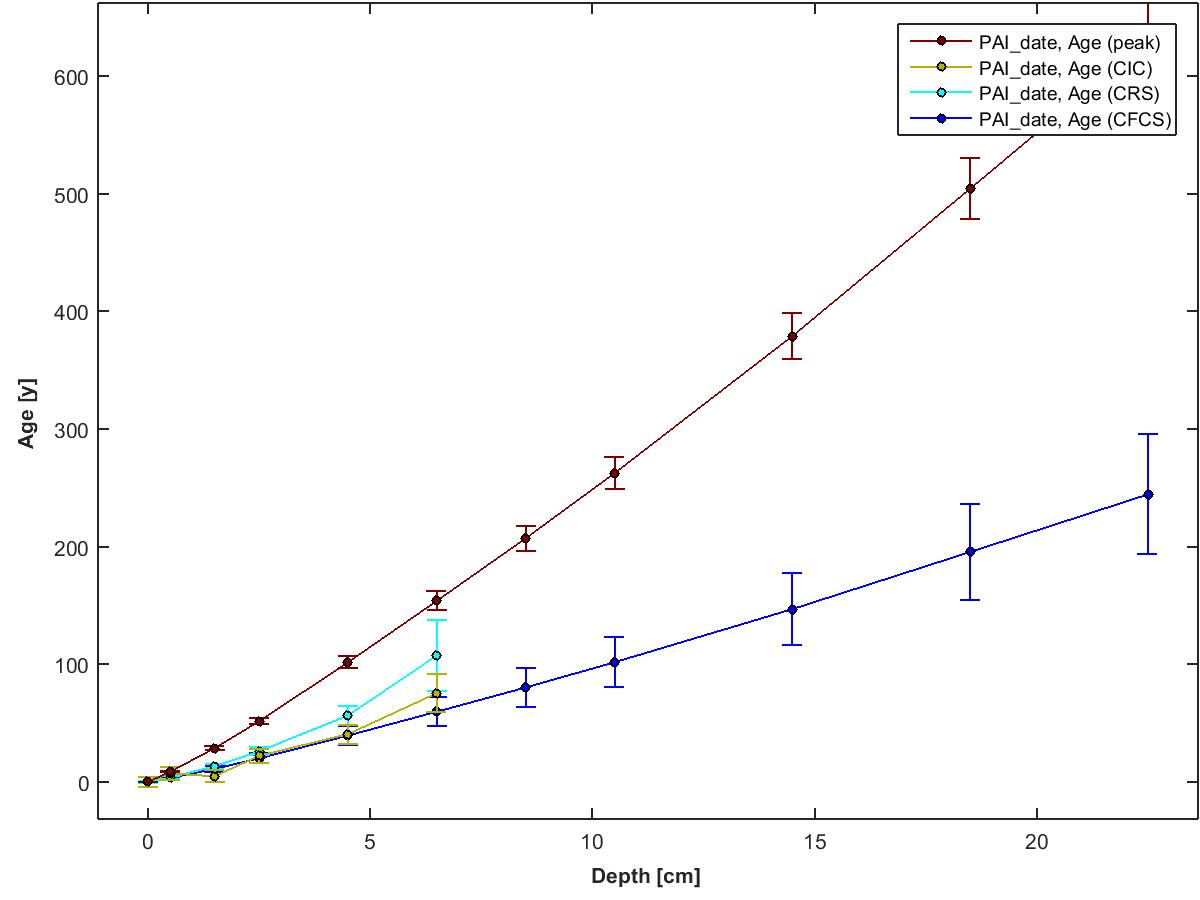 PAI_date, Age (peak)
PAI_date, Age (CIC)
PAI_date, Age (CRS)
PAI_date, Age (CFCS)
600
500
400
300
200
100
0
Age [y]
0 5 10 15 20
Depth [cm]